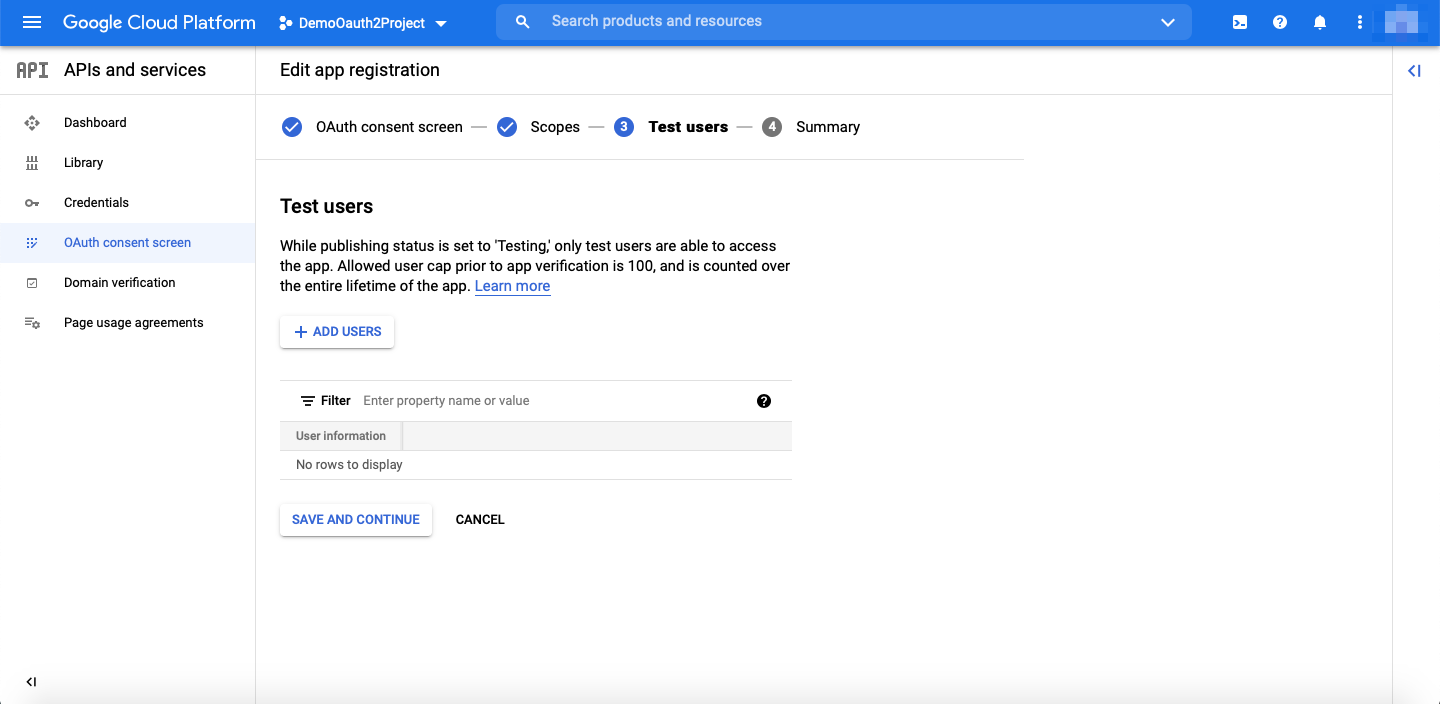 Google Cloud Platform
DemoOauth2Project
Search products and resources
API APIs and services
Dashboard
Library
Credentials
OAuth consent screen
Domain verification
Page usage agreements
Edit app registration
OAuth consent screen — Scopes — 3 Test users — 4 Summary
Test users
While publishing status is set to 'Testing,' only test users are able to access
the app. Allowed user cap prior to app verification is 100, and is counted over
the entire lifetime of the app. Learn more
+ ADD USERS
Filter Enter property name or value
User information
No rows to display
SAVE AND CONTINUE CANCEL